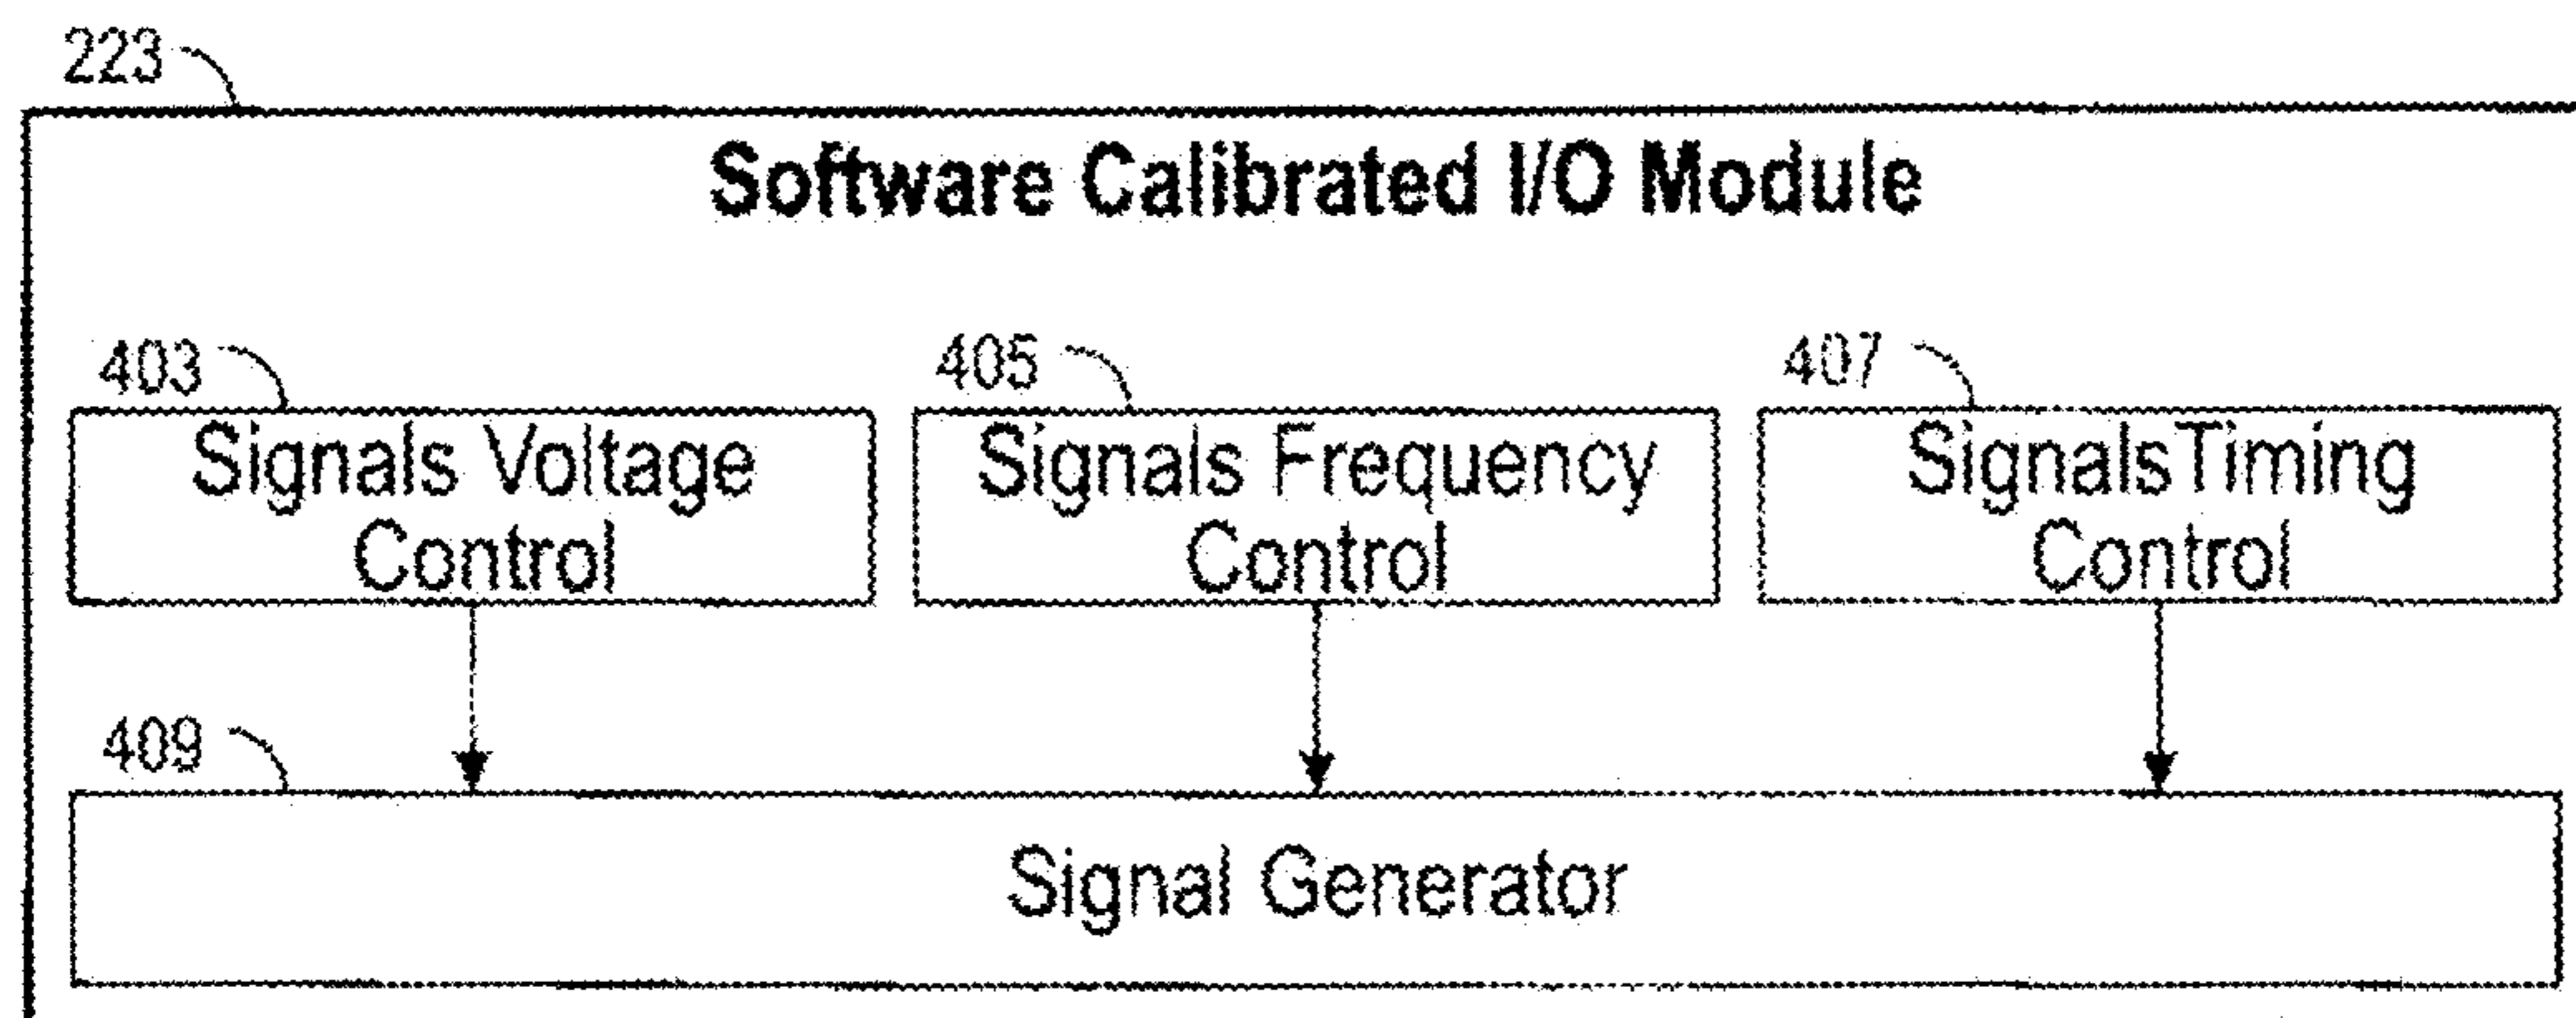 223
Software Calibrated I/O Module
403
405
407
Signals Voltage
Control
Signals Frequency
Control
SignalsTiming
Control
409
Signal Generator